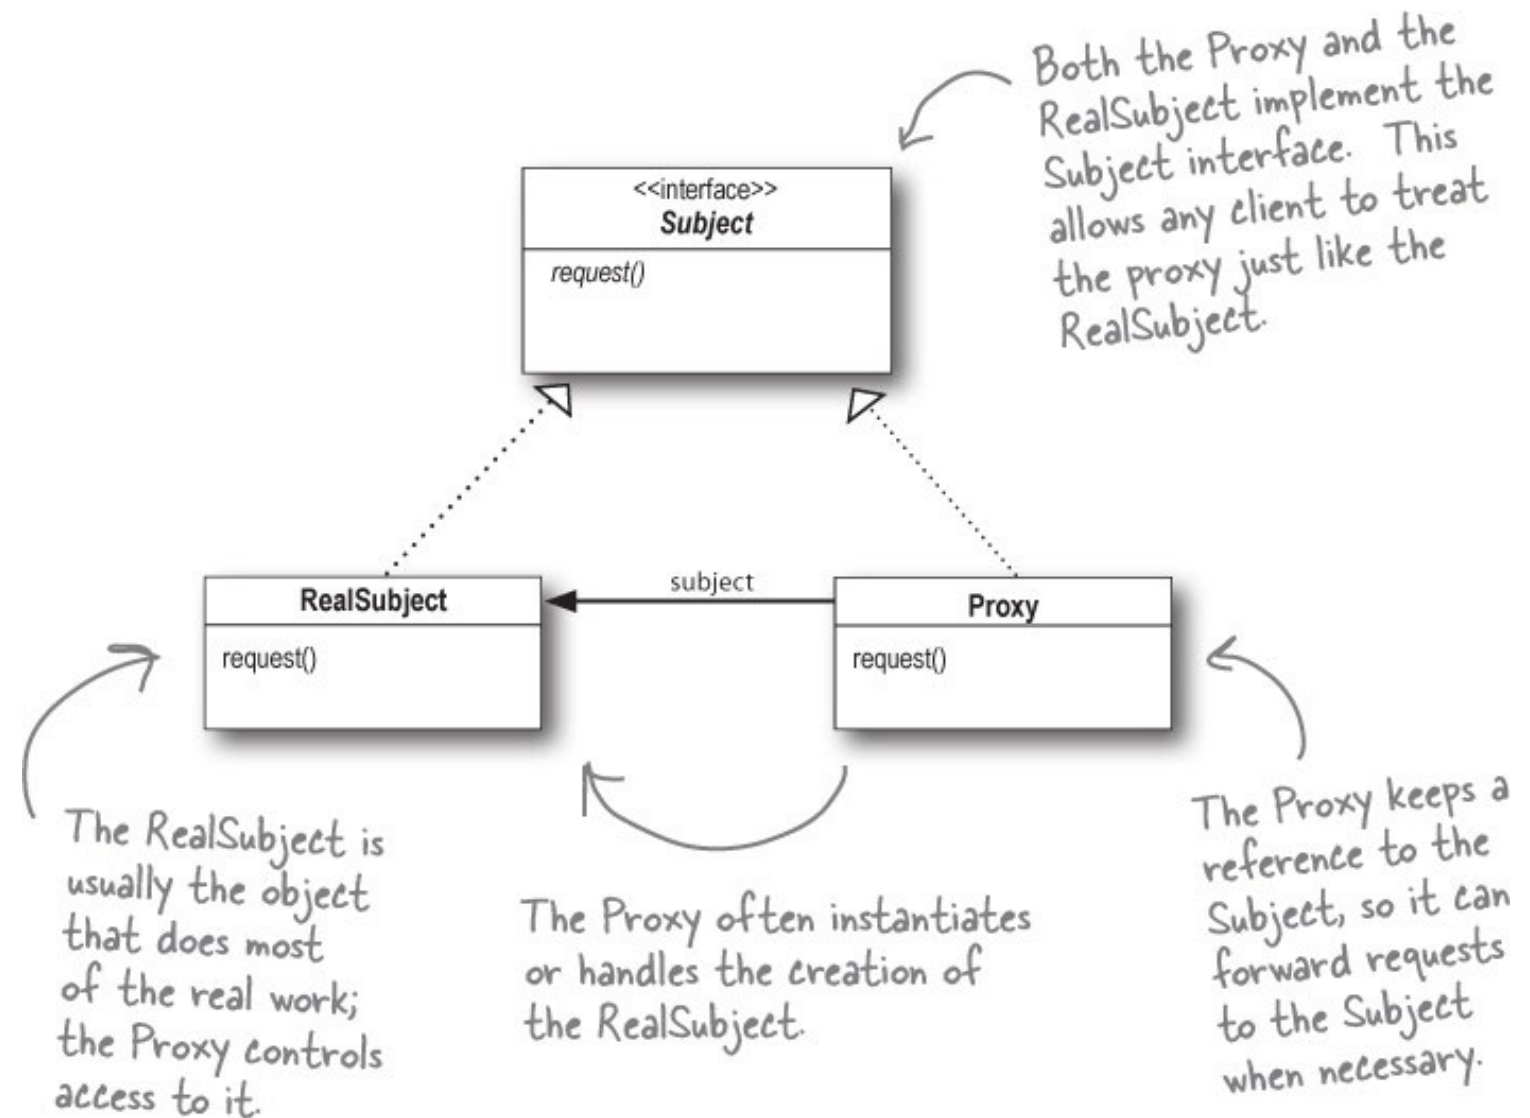 Both the Proxy and the
RealSubject implement the
Subject interface. This
allows any client to treat
the proxy just like the
RealSubject.
<<interface>>
Subject
request()
subject
RealSubject
request()
Proxy
request()
The RealSubject is
usually the object
that does most
of the real work;
the Proxy controls
access to it.
The Proxy often instantiates
or handles the creation of
the RealSubject.
The Proxy keeps a
reference to the
Subject, so it can
forward requests
to the Subject
when necessary.